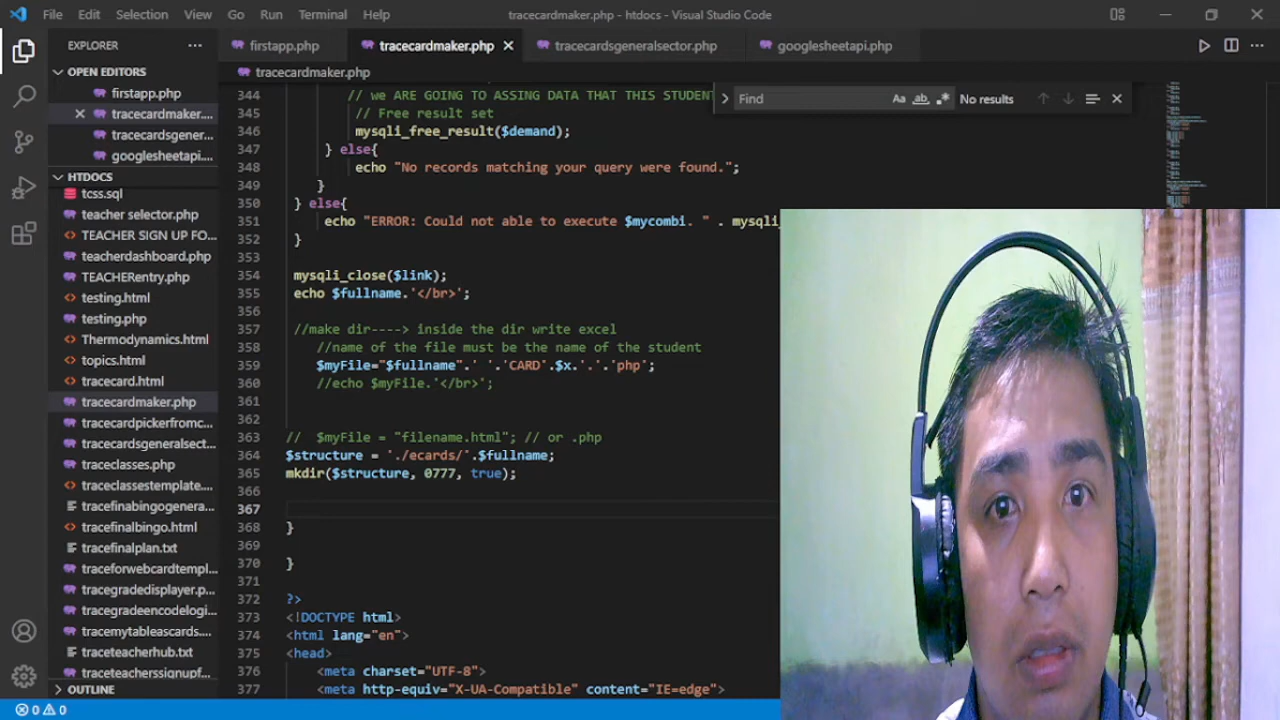 File Edit Selection View Go Run Terminal Help tracecardmaker.php - htdocs - Visual Studio Code
EXPLORER
OPEN EDITORS
firstapp.php
tracecardmaker....
tracecardsgener...
googlesheetapi....
HTDOCS
tcss.sql
teacher selector.php
TEACHER SIGN UP FO...
teacherdashboard.php
TEACHERentry.php
testing.html
testing.php
Thermodynamics.html
topics.html
tracecard.html
tracecardmaker.php
tracecardpickerfromc...
tracecardsgeneralsect...
traceclasses.php
traceclassestemplate....
tracefinabingogenera...
tracefinalbingo.html
tracefinalplan.txt
traceforwebcardtempl...
tracegradedisplayer.p...
tracegradeencodelogi...
tracemytableascards....
traceteacherhub.txt
traceteacherssignupf...
OUTLINE
firstapp.php tracecardmaker.php tracecardsgeneralsector.php googlesheetapi.php
tracecardmaker.php
Find Aa ab .* No results
344 // we ARE GOING TO ASSING DATA THAT THIS STUDENT
345 // Free result set
346 mysqli_free_result($demand);
347 } else{
348 echo "No records matching your query were found.";
349 }
350 } else{
351 echo "ERROR: Could not able to execute $mycombi. " . mysqli_
352 }
353
354 mysqli_close($link);
355 echo $fullname.'</br>';
356
357 //make dir----> inside the dir write excel
358 //name of the file must be the name of the student
359 $myFile="$fullname".' '.'CARD'.$x.'.'.'php';
360 //echo $myFile.'</br>';
361
362
363 // $myFile = "filename.html"; // or .php
364 $structure = './ecards/'.$fullname;
365 mkdir($structure, 0777, true);
366
367
368 }
369
370 }
371
372 ?>
373 <!DOCTYPE html>
374 <html lang="en">
375 <head>
376 <meta charset="UTF-8">
377 <meta http-equiv="X-UA-Compatible" content="IE=edge">
0 0